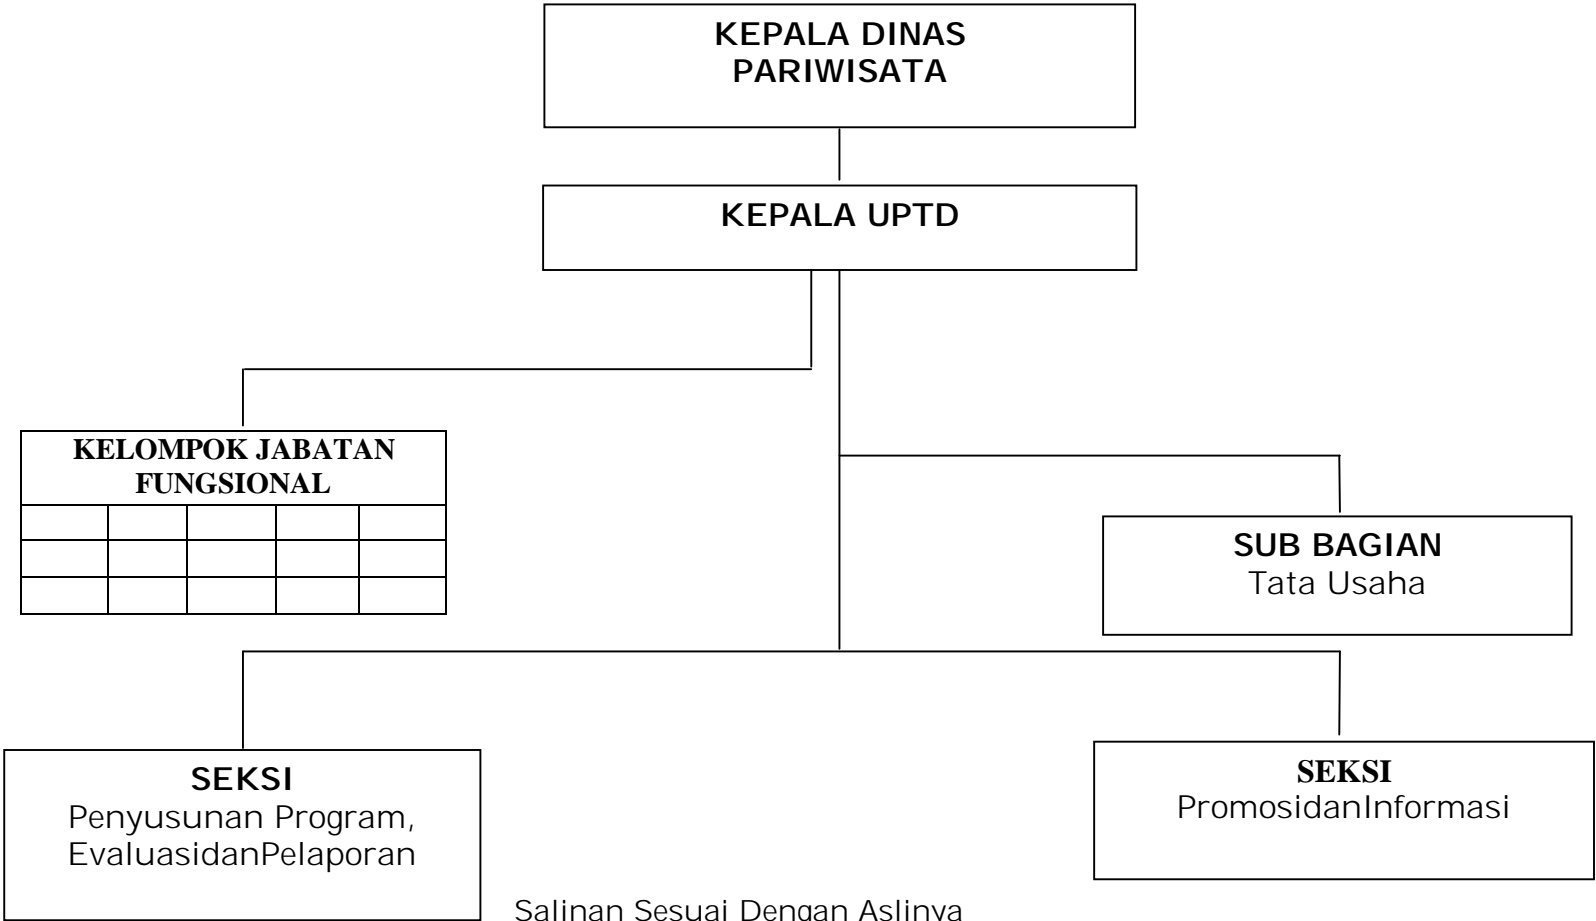 KEPALA DINAS
PARIWISATA
KEPALA UPTD
KELOMPOK JABATAN
FUNGSIONAL
SUB BAGIAN
Tata Usaha
SEKSI
Penyusunan Program,
EvaluasidanPelaporan
SEKSI
PromosidanInformasi
Salinan Sesuai Dengan Aslinya